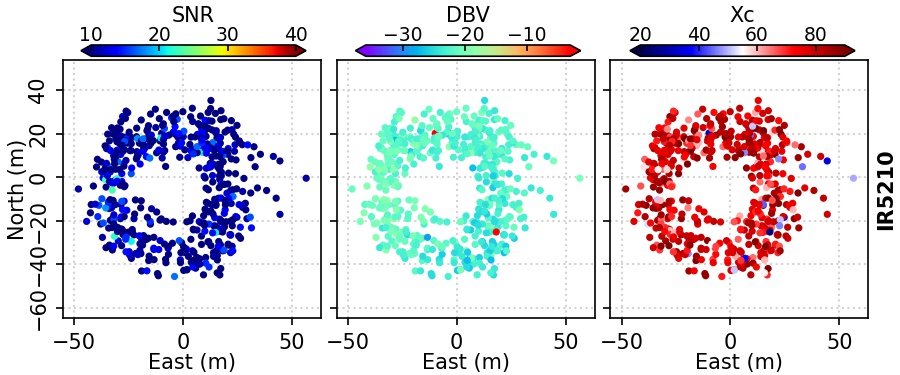 SNR DBV Xc
10 20 30 40 −30 −20 −10 20 40 60 80
North (m)
40
20
0
−20
−40
−60
IR5210
−50 0 50 −50 0 50 −50 0 50
East (m) East (m) East (m)